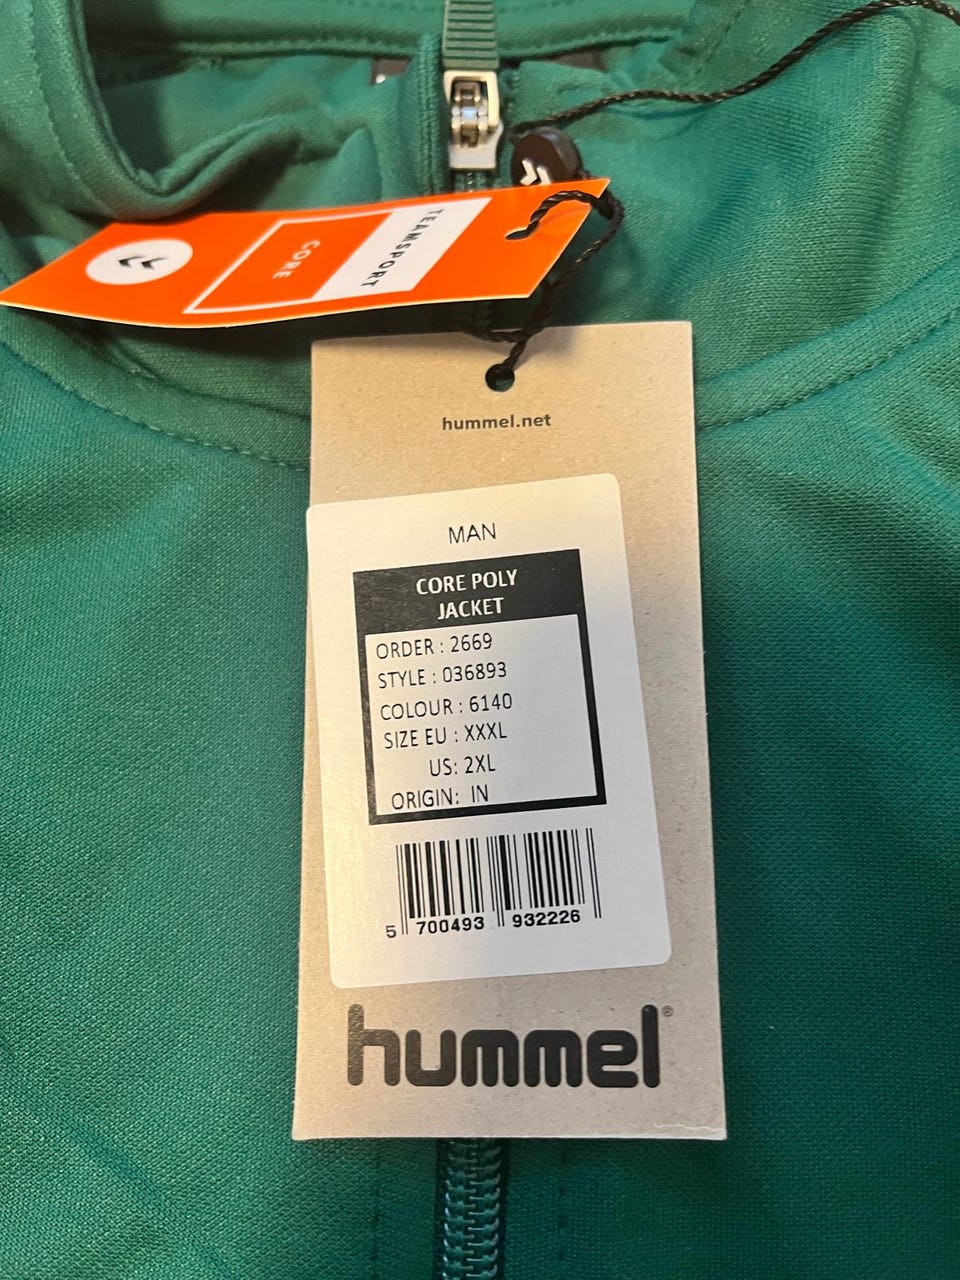 TEAMSPORT
CORE
hummel.net
MAN
CORE POLY
JACKET
ORDER : 2669
STYLE : 036893
COLOUR : 6140
SIZE EU : XXXL
US: 2XL
ORIGIN: IN
5 700493 932226
hummel®